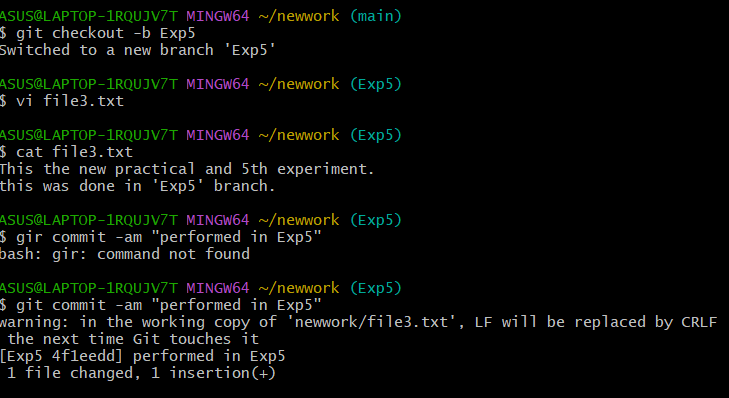 ASUS@LAPTOP-1RQUJV7T MINGW64 ~/newwork (main)
$ git checkout -b Exp5
Switched to a new branch 'Exp5'
ASUS@LAPTOP-1RQUJV7T MINGW64 ~/newwork (Exp5)
$ vi file3.txt
ASUS@LAPTOP-1RQUJV7T MINGW64 ~/newwork (Exp5)
$ cat file3.txt
This the new practical and 5th experiment.
this was done in 'Exp5' branch.
ASUS@LAPTOP-1RQUJV7T MINGW64 ~/newwork (Exp5)
$ gir commit -am "performed in Exp5"
bash: gir: command not found
ASUS@LAPTOP-1RQUJV7T MINGW64 ~/newwork (Exp5)
$ git commit -am "performed in Exp5"
warning: in the working copy of 'newwork/file3.txt', LF will be replaced by CRLF
the next time Git touches it
[Exp5 4f1eedd] performed in Exp5
1 file changed, 1 insertion(+)